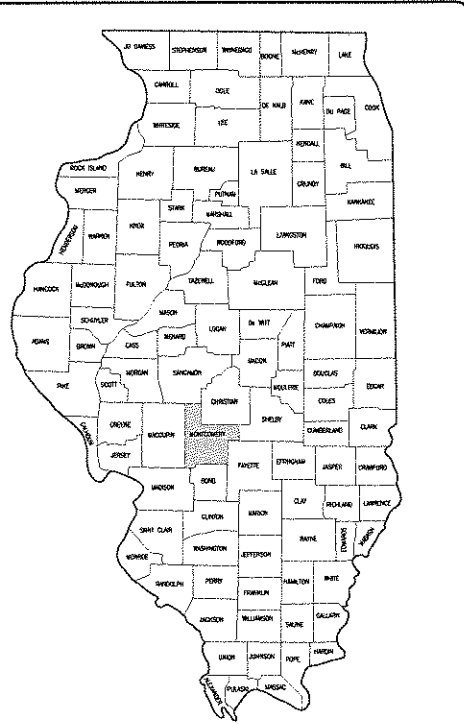 JO DAVIESS STEPHENSON WINNEBAGO BOONE McHENRY LAKE
CARROLL OGLE DE KALB KANE COOK
DU PAGE
WHITESIDE LEE
KENDALL
ROCK ISLAND HENRY BUREAU LA SALLE GRUNDY WILL
MERCER PUTNAM KANKAKEE
STARK MARSHALL
HENDERSON WARREN KNOX PEORIA WOODFORD LIVINGSTON IROQUOIS
HANCOCK McDONOUGH FULTON TAZEWELL McCLEAN FORD
MASON
SCHUYLER LOGAN DE WITT CHAMPAIGN VERMILION
ADAMS BROWN CASS MENARD PIATT
MACON
MORGAN SANGAMON DOUGLAS
PIKE SCOTT MOULTRIE EDGAR
CHRISTIAN COLES
SHELBY
GREENE MACOUPIN MONTGOMERY CUMBERLAND CLARK
CALHOUN JERSEY
FAYETTE EFFINGHAM JASPER CRAWFORD
BOND
MADISON CLAY RICHLAND LAWRENCE
CLINTON MARION
SAINT CLAIR WAYNE EDWARDS WABASH
WASHINGTON JEFFERSON
MONROE
RANDOLPH PERRY HAMILTON WHITE
FRANKLIN
JACKSON WILLIAMSON SALINE GALLATIN
UNION JOHNSON POPE HARDIN
ALEXANDER PULASKI MASSAC